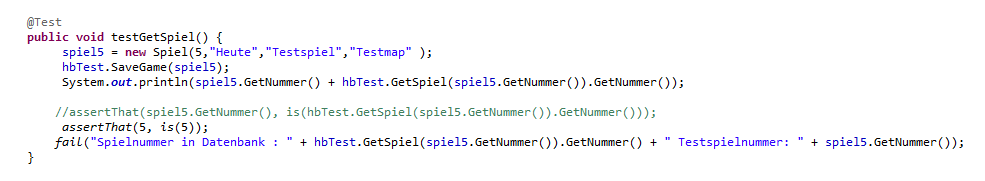 @Test
public void testGetSpiel() {
spiel5 = new Spiel(5,"Heute","Testspiel","Testmap" );
hbTest.SaveGame(spiel5);
System.out.println(spiel5.GetNummer() + hbTest.GetSpiel(spiel5.GetNummer()).GetNummer());
//assertThat(spiel5.GetNummer(), is(hbTest.GetSpiel(spiel5.GetNummer()).GetNummer()));
assertThat(5, is(5));
fail("Spielnummer in Datenbank : " + hbTest.GetSpiel(spiel5.GetNummer()).GetNummer() + " Testspielnummer: " + spiel5.GetNummer());
}